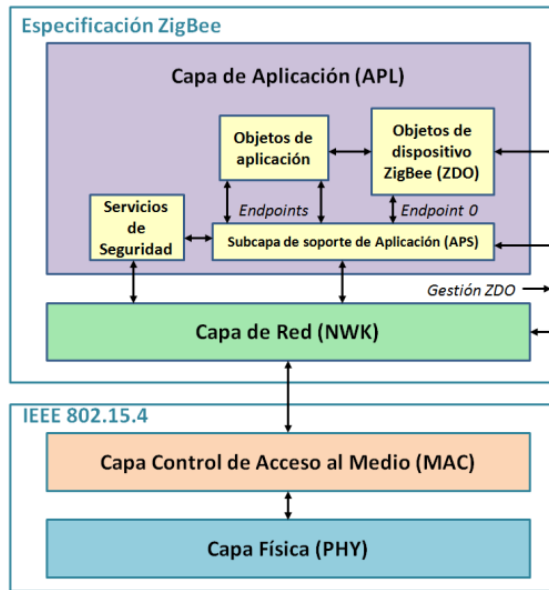 Especificación ZigBee
Capa de Aplicación (APL)
Objetos de
aplicación
Objetos de
dispositivo
ZigBee (ZDO)
Servicios
de
Seguridad
Endpoints
Endpoint 0
Subcapa de soporte de Aplicación (APS)
Gestión ZDO
Capa de Red (NWK)
IEEE 802.15.4
Capa Control de Acceso al Medio (MAC)
Capa Física (PHY)